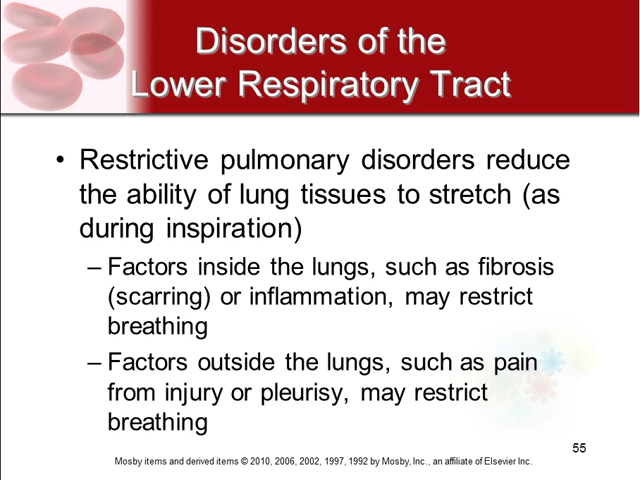 Disorders of the
Lower Respiratory Tract
• Restrictive pulmonary disorders reduce
the ability of lung tissues to stretch (as
during inspiration)
– Factors inside the lungs, such as fibrosis
(scarring) or inflammation, may restrict
breathing
– Factors outside the lungs, such as pain
from injury or pleurisy, may restrict
breathing
55
Mosby items and derived items © 2010, 2006, 2002, 1997, 1992 by Mosby, Inc., an affiliate of Elsevier Inc.